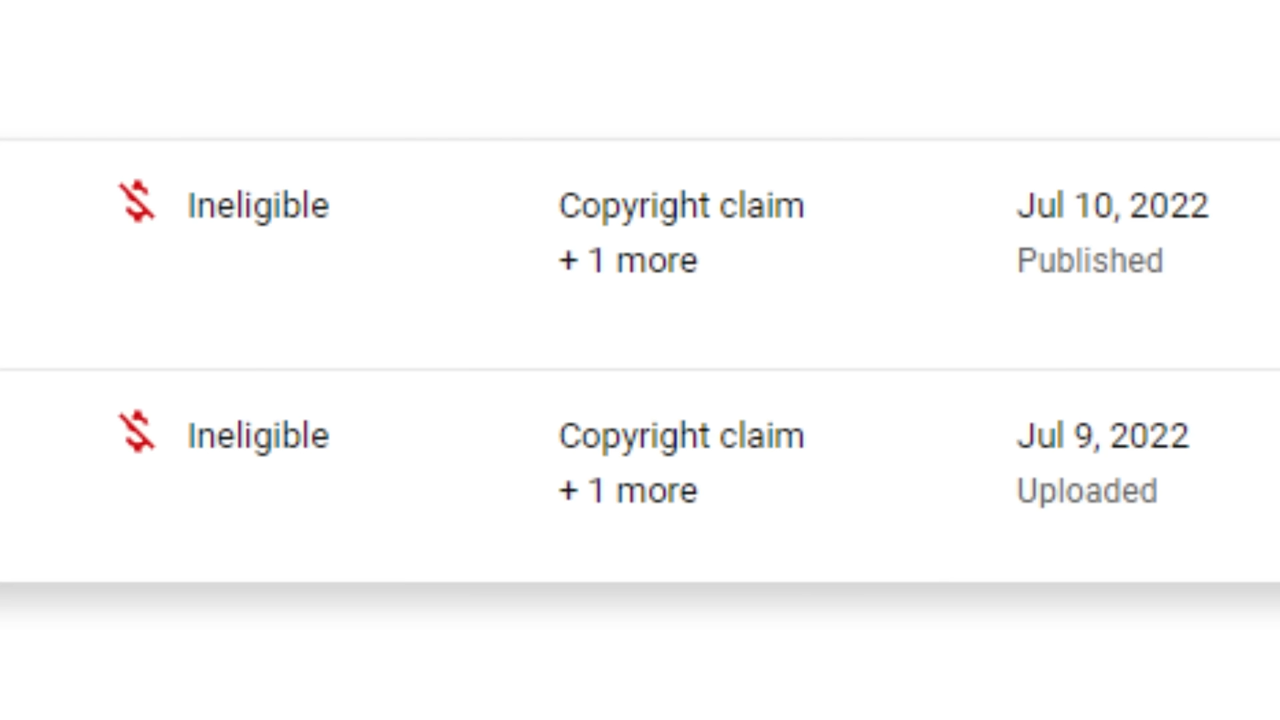 Ineligible Copyright claim Jul 10, 2022
+ 1 more Published
Ineligible Copyright claim Jul 9, 2022
+ 1 more Uploaded